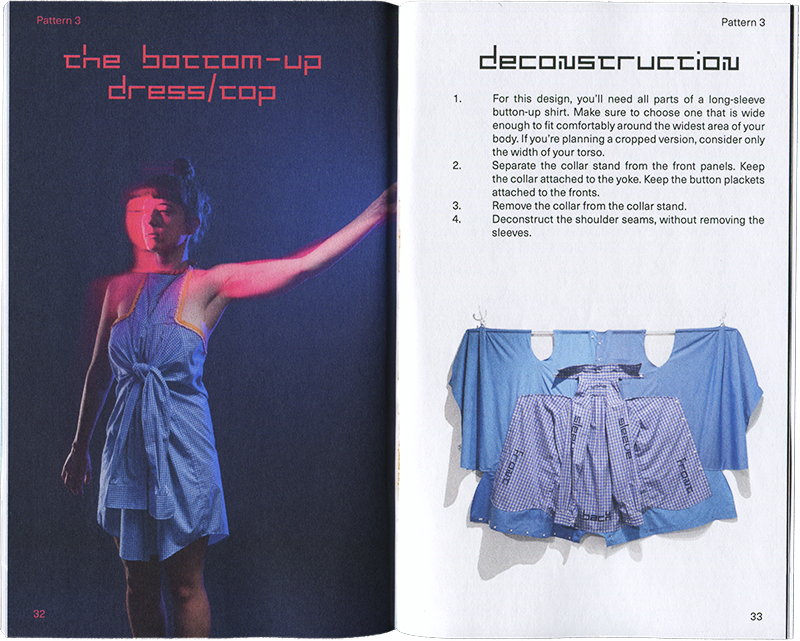 Pattern 3
the bottom-up
dress/top
32
Pattern 3
deconstruction
1. For this design, you'll need all parts of a long-sleeve
button-up shirt. Make sure to choose one that is wide
enough to fit comfortably around the widest area of your
body. If you're planning a cropped version, consider only
the width of your torso.
2. Separate the collar stand from the front panels. Keep
the collar attached to the yoke. Keep the button plackets
attached to the fronts.
3. Remove the collar from the collar stand.
4. Deconstruct the shoulder seams, without removing the
sleeves.
front
sleeve
sleeve
front
back
33